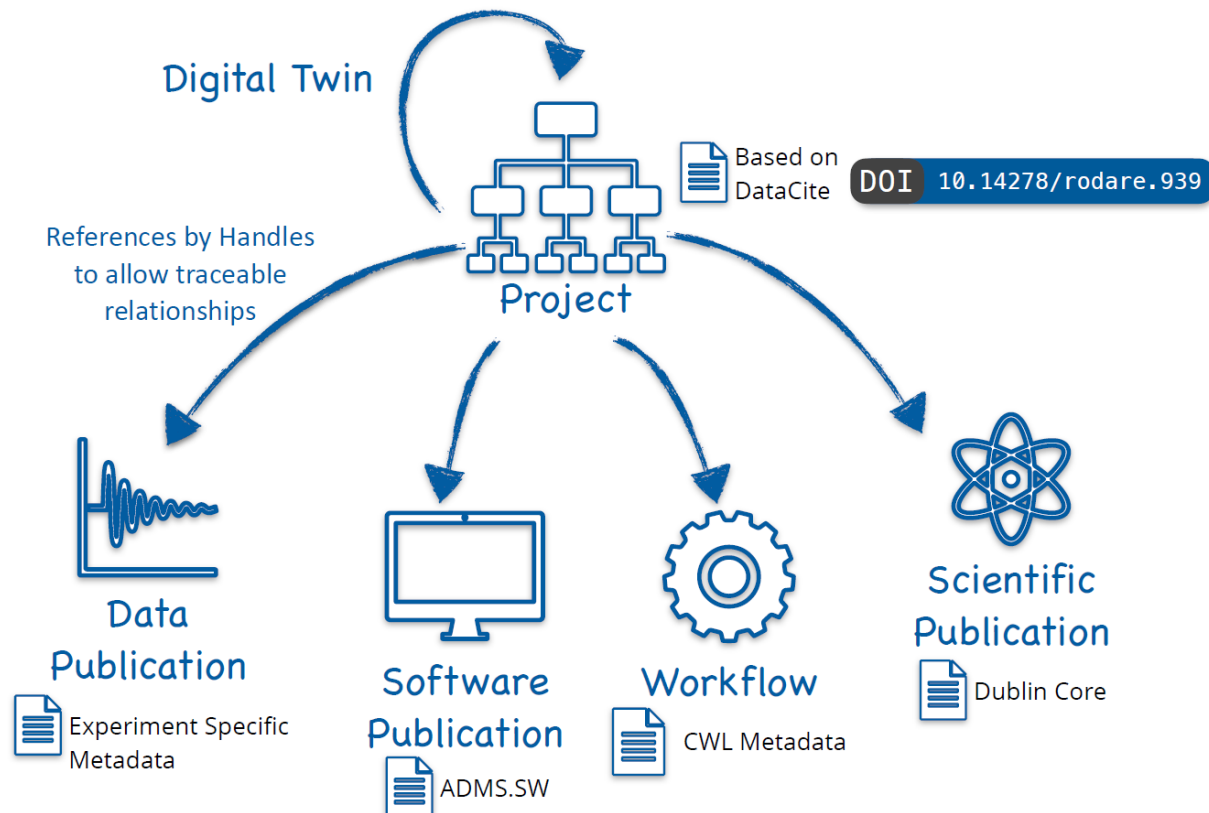 Digital Twin
Based on
DataCite
DOI 10.14278/rodare.939
References by Handles
to allow traceable
relationships
Project
Data
Publication
Experiment Specific
Metadata
Software
Publication
ADMS.SW
Workflow
CWL Metadata
Scientific
Publication
Dublin Core